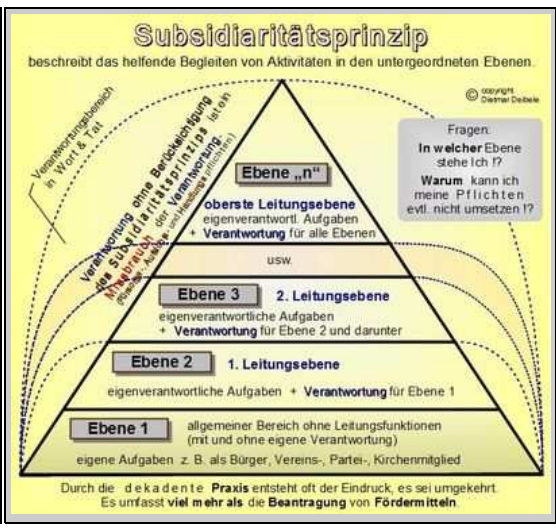 Subsidiaritätsprinzip
beschreibt das helfende Begleiten von Aktivitäten in den untergeordneten Ebenen.
© copyright
Dietmar Deibele
Verantwortungsbereich
in Wort & Tat
Verantwortung ohne Berücksichtigung
des Subsidiaritätsprinzips ist ein
Missbrauch der Verantwortung.
und Handlungspflichten)
Fragen:
In welcher Ebene
stehe Ich !?
Warum kann ich
meine Pflichten
evtl. nicht umsetzen !?
Ebene „n"
oberste Leitungsebene
eigenverantwortl. Aufgaben
+ Verantwortung für alle Ebenen
usw.
Ebene 3 2. Leitungsebene
eigenverantwortliche Aufgaben
+ Verantwortung für Ebene 2 und darunter
Ebene 2 1. Leitungsebene
eigenverantwortliche Aufgaben + Verantwortung für Ebene 1
Ebene 1 allgemeiner Bereich ohne Leitungsfunktionen
(mit und ohne eigene Verantwortung)
eigene Aufgaben z. B. als Bürger, Vereins-, Partei-, Kirchenmitglied
Durch die dekadente Praxis entsteht oft der Eindruck, es sei umgekehrt.
Es umfasst viel mehr als die Beantragung von Fördermitteln.